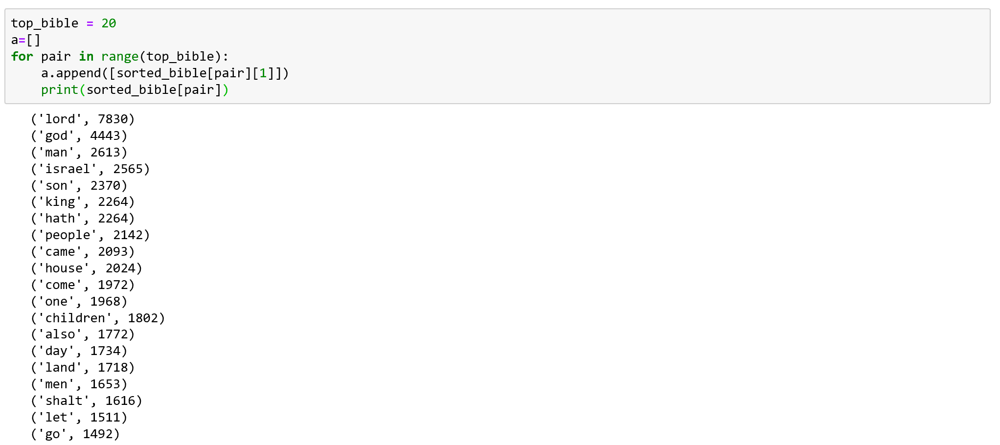 top_bible = 20
a=[]
for pair in range(top_bible):
    a.append([sorted_bible[pair][1]])
    print(sorted_bible[pair])
('lord', 7830)
('god', 4443)
('man', 2613)
('israel', 2565)
('son', 2370)
('king', 2264)
('hath', 2264)
('people', 2142)
('came', 2093)
('house', 2024)
('come', 1972)
('one', 1968)
('children', 1802)
('also', 1772)
('day', 1734)
('land', 1718)
('men', 1653)
('shalt', 1616)
('let', 1511)
('go', 1492)